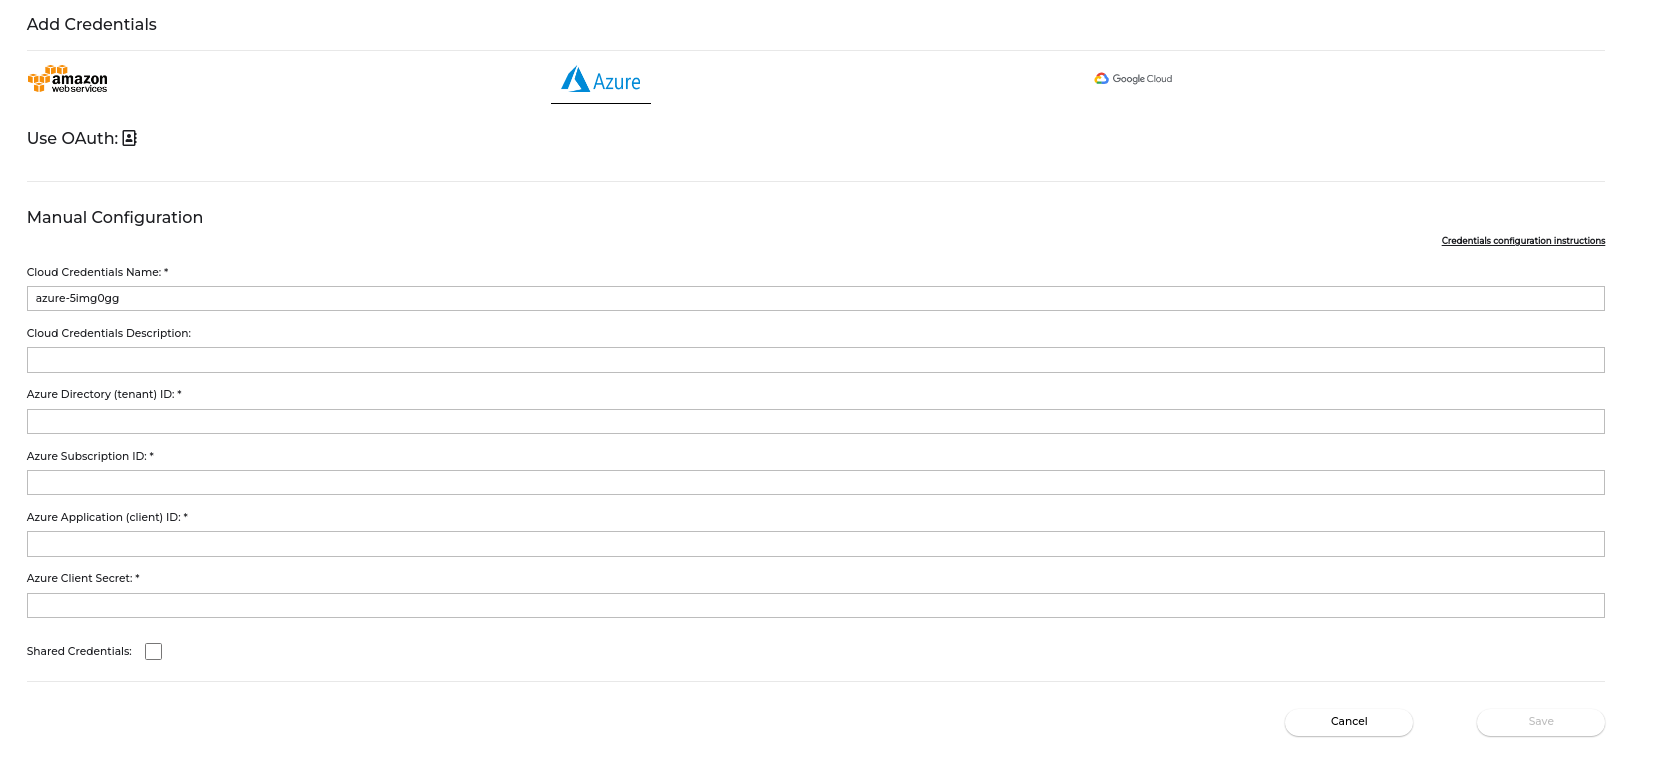 Add Credentials
amazon
web services
Azure
Google Cloud
Use OAuth:
Manual Configuration
Credentials configuration instructions
Cloud Credentials Name: *
azure-5img0gg
Cloud Credentials Description:
Azure Directory (tenant) ID: *
Azure Subscription ID: *
Azure Application (client) ID: *
Azure Client Secret: *
Shared Credentials:
Cancel
Save